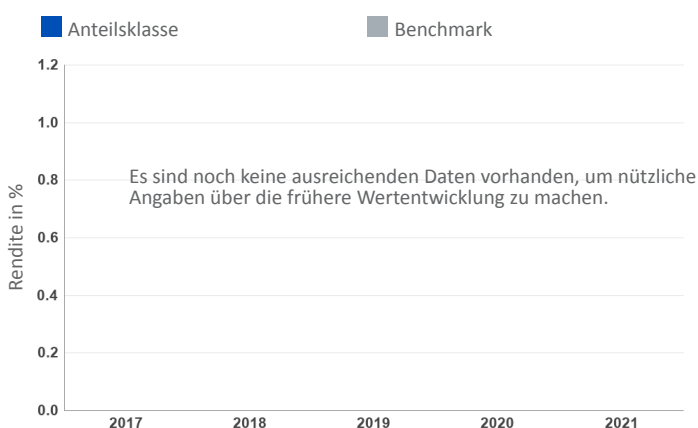 Anteilsklasse
Benchmark
1.2
1.0
0.8
0.6
0.4
0.2
0.0
Rendite in %
Es sind noch keine ausreichenden Daten vorhanden, um nützliche
Angaben über die frühere Wertentwicklung zu machen.
2017
2018
2019
2020
2021